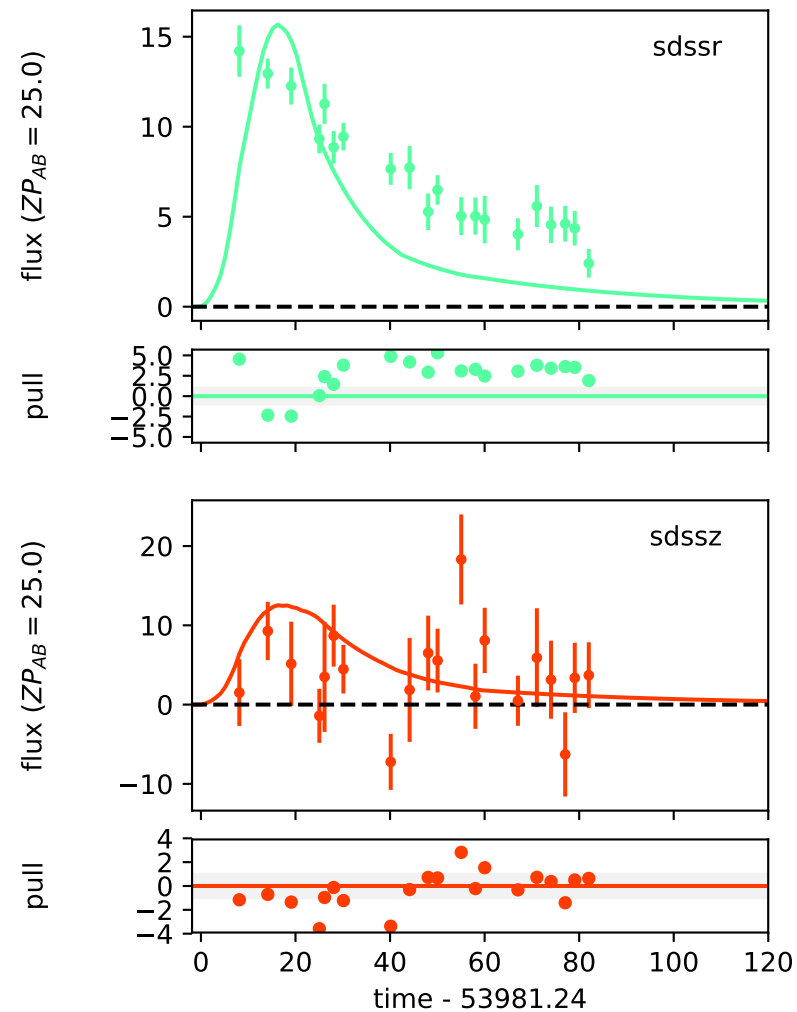 sdssr
flux (ZP_AB = 25.0)
15
10
5
0
pull
5.0
2.5
0.0
−2.5
−5.0
sdssz
flux (ZP_AB = 25.0)
20
10
0
−10
pull
4
2
0
−2
−4
0 20 40 60 80 100 120
time - 53981.24